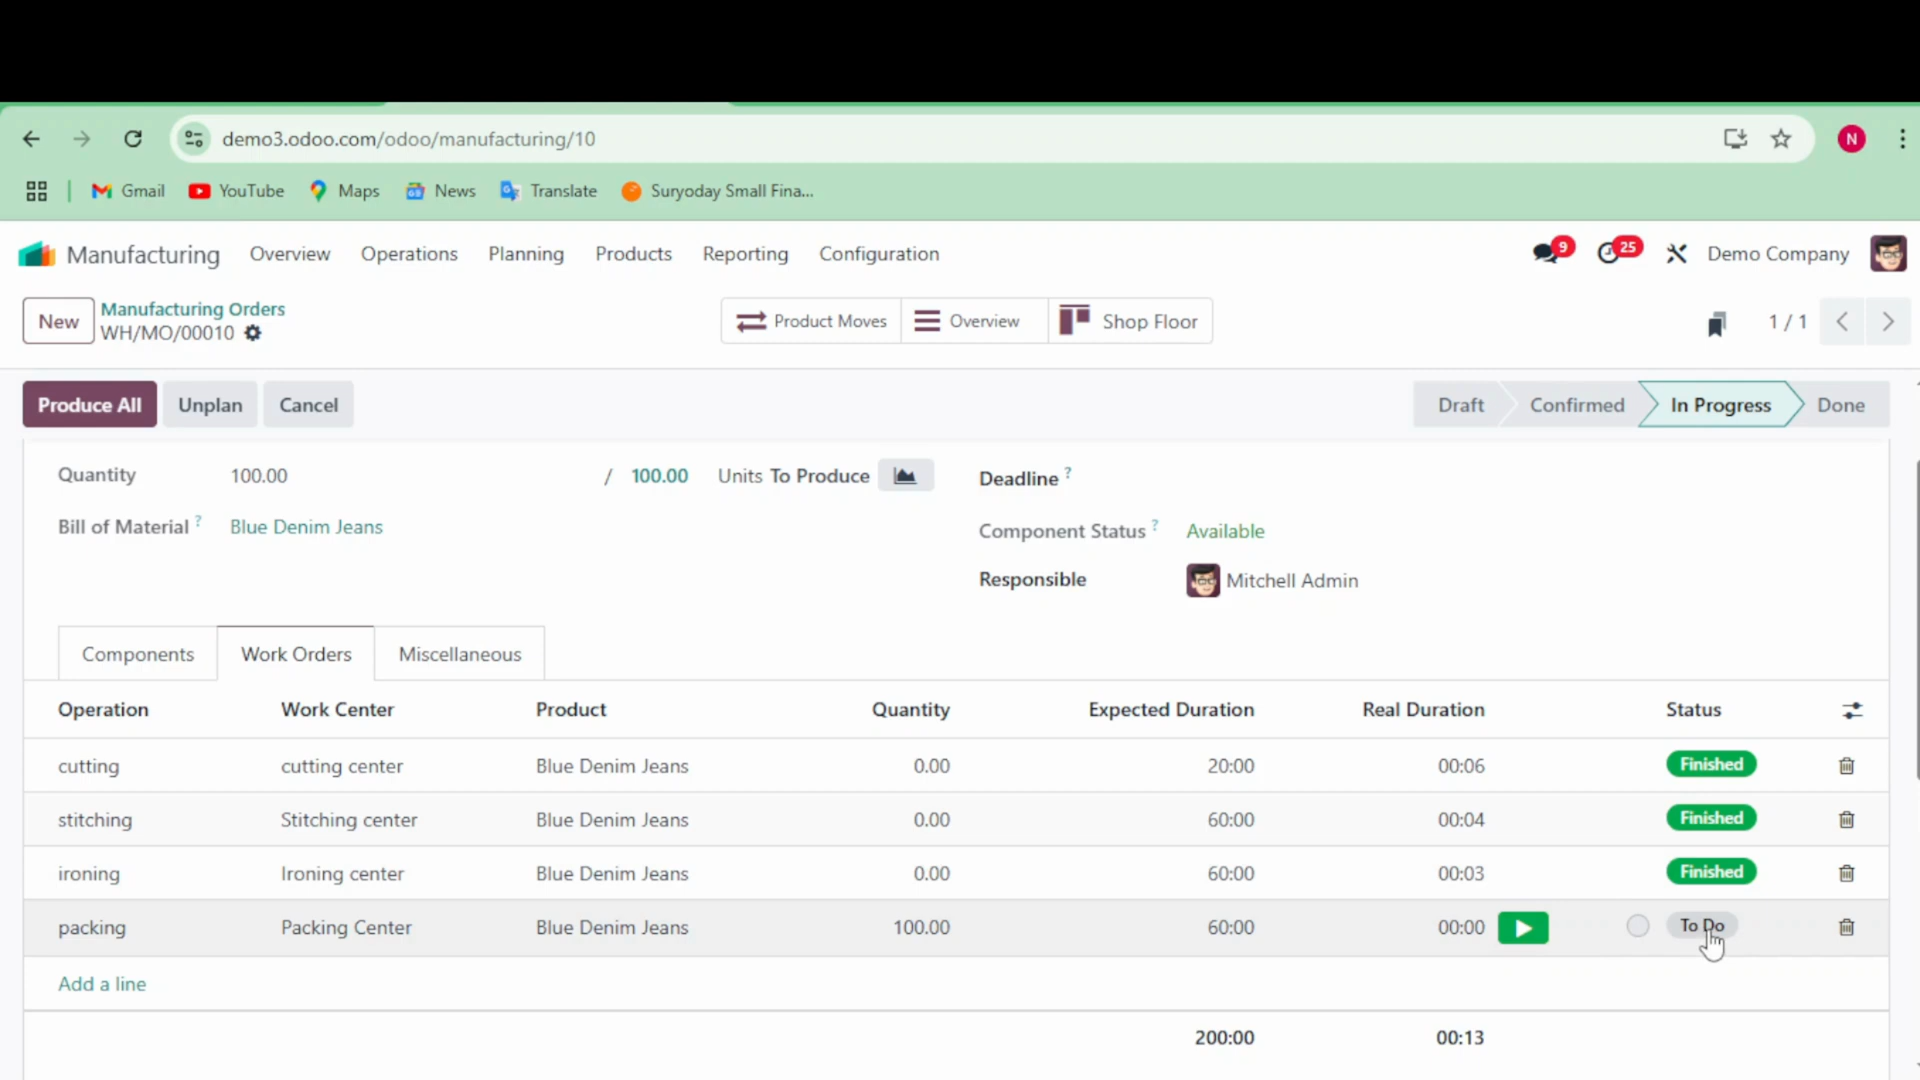 demo3.odoo.com/odoo/manufacturing/10
N
Gmail YouTube Maps News Translate Suryoday Small Fina...
Manufacturing Overview Operations Planning Products Reporting Configuration 9 25 Demo Company
New Manufacturing Orders
WH/MO/00010
Product Moves Overview Shop Floor 1 / 1
Produce All Unplan Cancel Draft Confirmed In Progress Done
Quantity 100.00 / 100.00 Units To Produce Deadline ?
Bill of Material ? Blue Denim Jeans Component Status ? Available
Responsible Mitchell Admin
Components Work Orders Miscellaneous
Operation Work Center Product Quantity Expected Duration Real Duration Status
cutting cutting center Blue Denim Jeans 0.00 20:00 00:06 Finished
stitching Stitching center Blue Denim Jeans 0.00 60:00 00:04 Finished
ironing Ironing center Blue Denim Jeans 0.00 60:00 00:03 Finished
packing Packing Center Blue Denim Jeans 100.00 60:00 00:00 To Do
Add a line
200:00 00:13